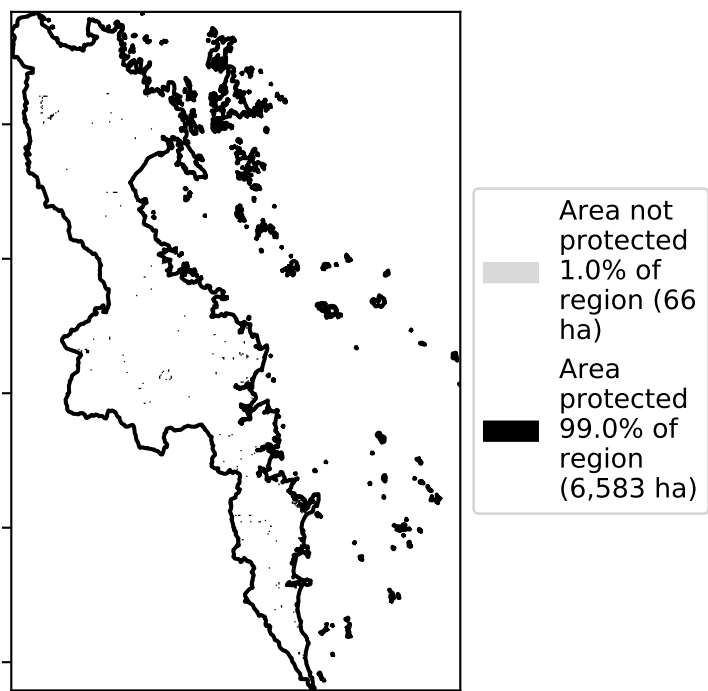 Area not
protected
1.0% of
region (66
ha)
Area
protected
99.0% of
region
(6,583 ha)